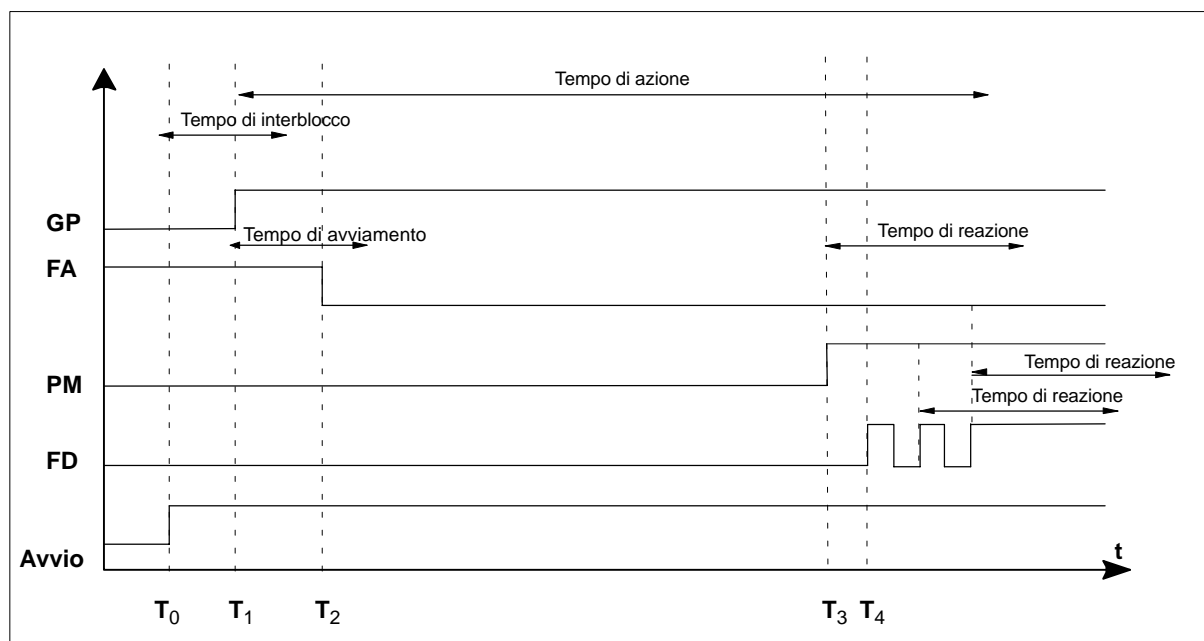 Tempo di azione
Tempo di interblocco
GP
Tempo di avviamento
Tempo di reazione
FA
Tempo di reazione
PM
Tempo di reazione
FD
Avvio
t
T0 T1 T2 T3 T4